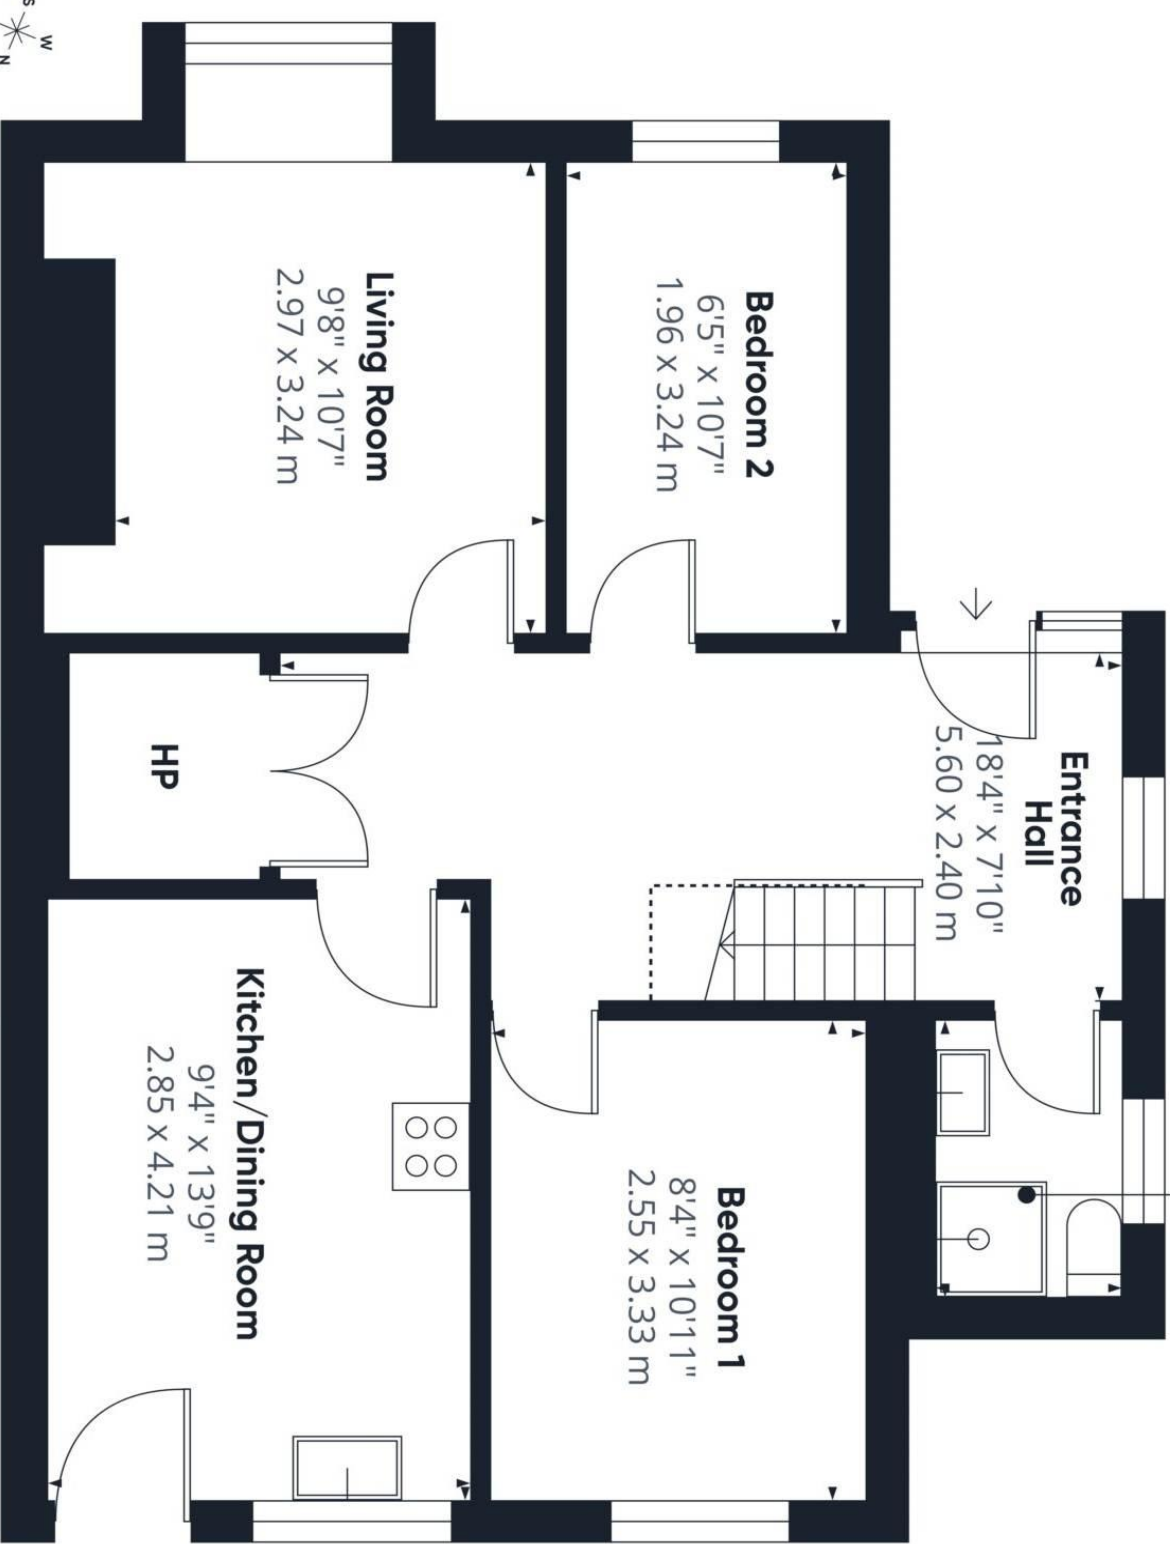 S
W
N
Living Room
9'8" x 10'7"
2.97 x 3.24 m
Bedroom 2
6'5" x 10'7"
1.96 x 3.24 m
Entrance
Hall
18'4" x 7'10"
5.60 x 2.40 m
HP
Kitchen/Dining Room
9'4" x 13'9"
2.85 x 4.21 m
Bedroom 1
8'4" x 10'11"
2.55 x 3.33 m